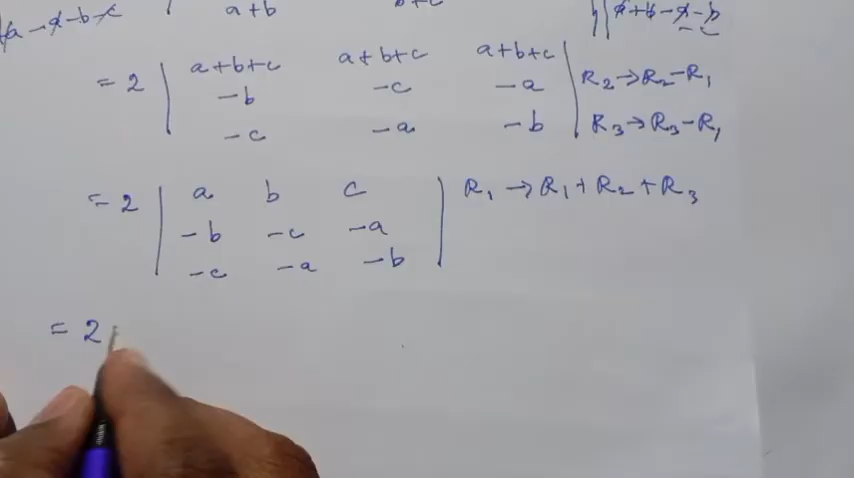 a - a - b - c a+b b+c a+b-a-b-c
= 2 | a+b+c a+b+c a+b+c |
-b -c -a R₂→R₂-R₁
-c -a -b R₃→R₃-R₁
= 2 | a b c | R₁→R₁+R₂+R₃
-b -c -a
-c -a -b
= 2